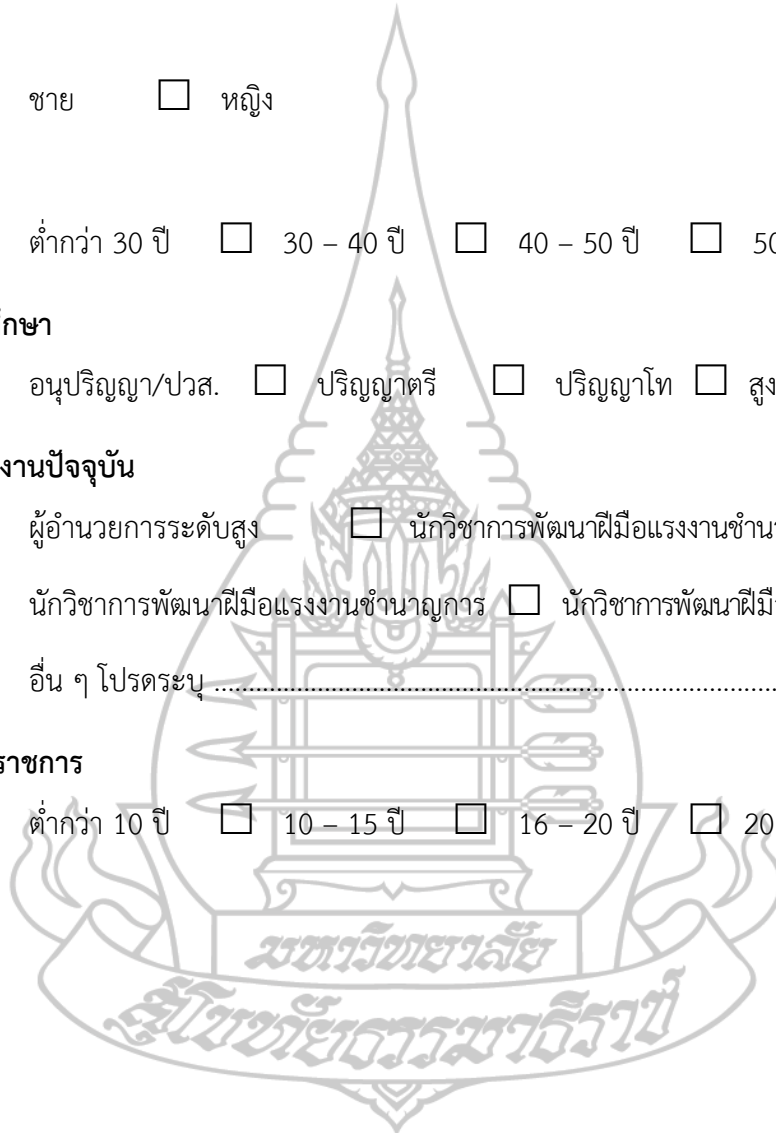 ชาย ☐ หญิง
ต่ำกว่า 30 ปี ☐ 30 – 40 ปี ☐ 40 – 50 ปี ☐ 50
อนุปริญญา/ปวส. ☐ ปริญญาตรี ☐ ปริญญาโท ☐ สูง
งานปัจจุบัน
ผู้อำนวยการระดับสูง ☐ นักวิชาการพัฒนาฝีมือแรงงานชำนา
นักวิชาการพัฒนาฝีมือแรงงานชำนาญการ ☐ นักวิชาการพัฒนาฝีมื
อื่น ๆ โปรดระบุ ........................................................................
ราชการ
ต่ำกว่า 10 ปี ☐ 10 – 15 ปี ☐ 16 – 20 ปี ☐ 20
มหาวิทยาลัย
สุโขทัยธรรมาธิราช